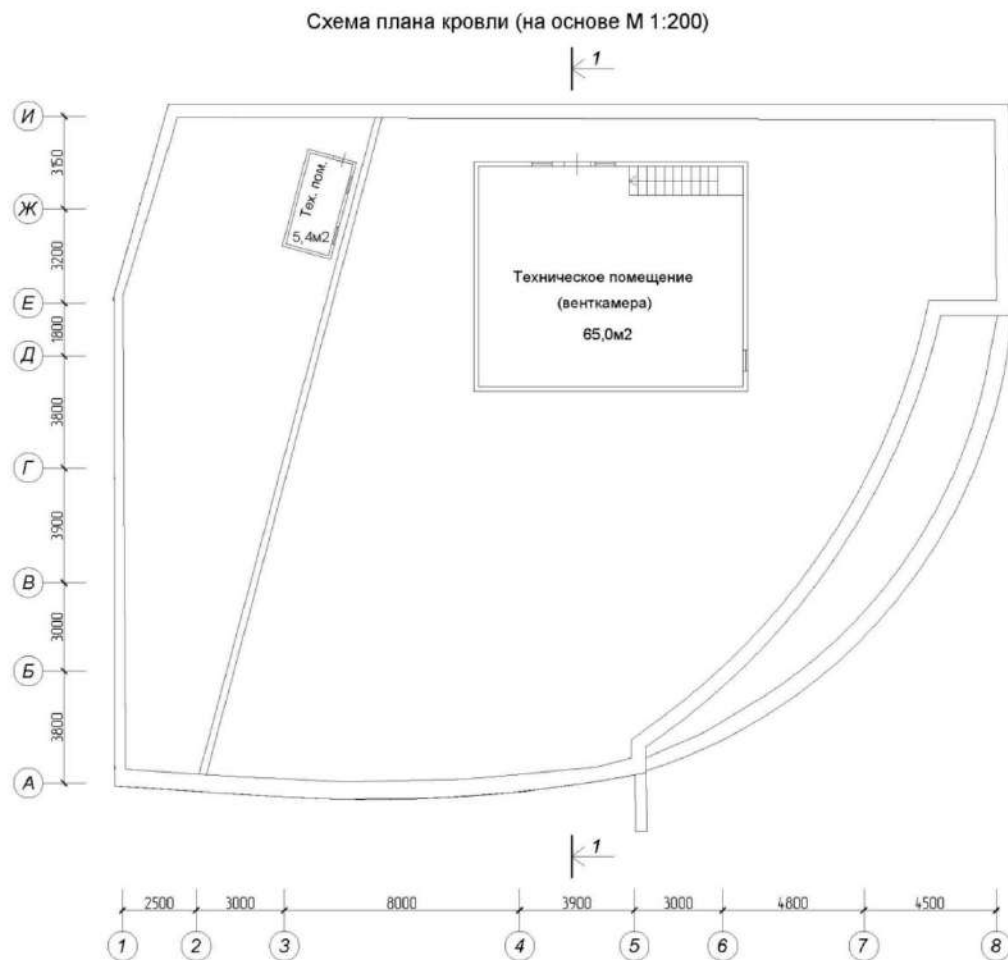 Схема плана кровли (на основе М 1:200)
1
И
3150
Ж
3200
Е
1800
Д
3800
Г
3900
В
3000
Б
3800
А
Тех. пом.
5,4м2
Техническое помещение
(венткамера)
65,0м2
1
2500
3000
8000
3900
3000
4800
4500
1
2
3
4
5
6
7
8